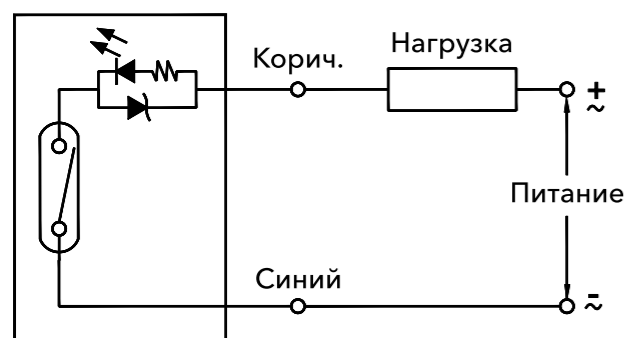 Корич.
Нагрузка
+
~
Питание
Синий
-
~